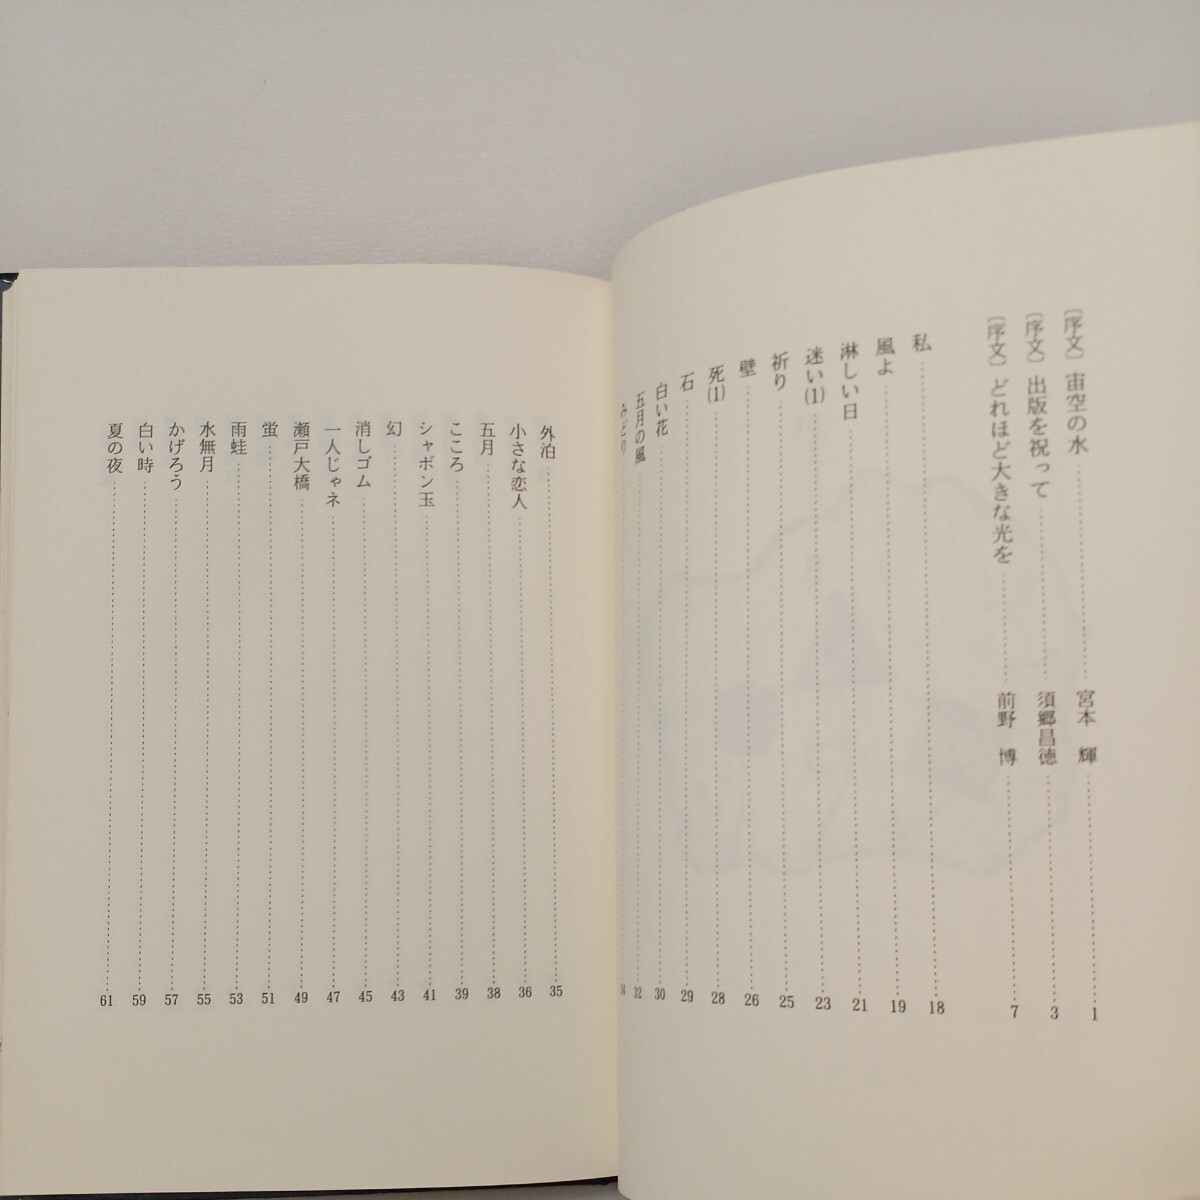 〔序文〕宙空の水……宮本　輝……1
〔序文〕出版を祝って……須郷昌徳……3
〔序文〕どれほど大きな光を……前野　博……7
私……18
風よ……19
淋しい日……21
迷い(1)……23
祈り……25
壁……26
死(1)……28
石……29
白い花……30
五月の風……32
みどり……34
外泊……35
小さな恋人……36
五月……38
こころ……39
シャボン玉……41
幻……43
消しゴム……45
一人じゃネ……47
瀬戸大橋……49
蛍……51
雨蛙……53
水無月……55
かげろう……57
白い時……59
夏の夜……61